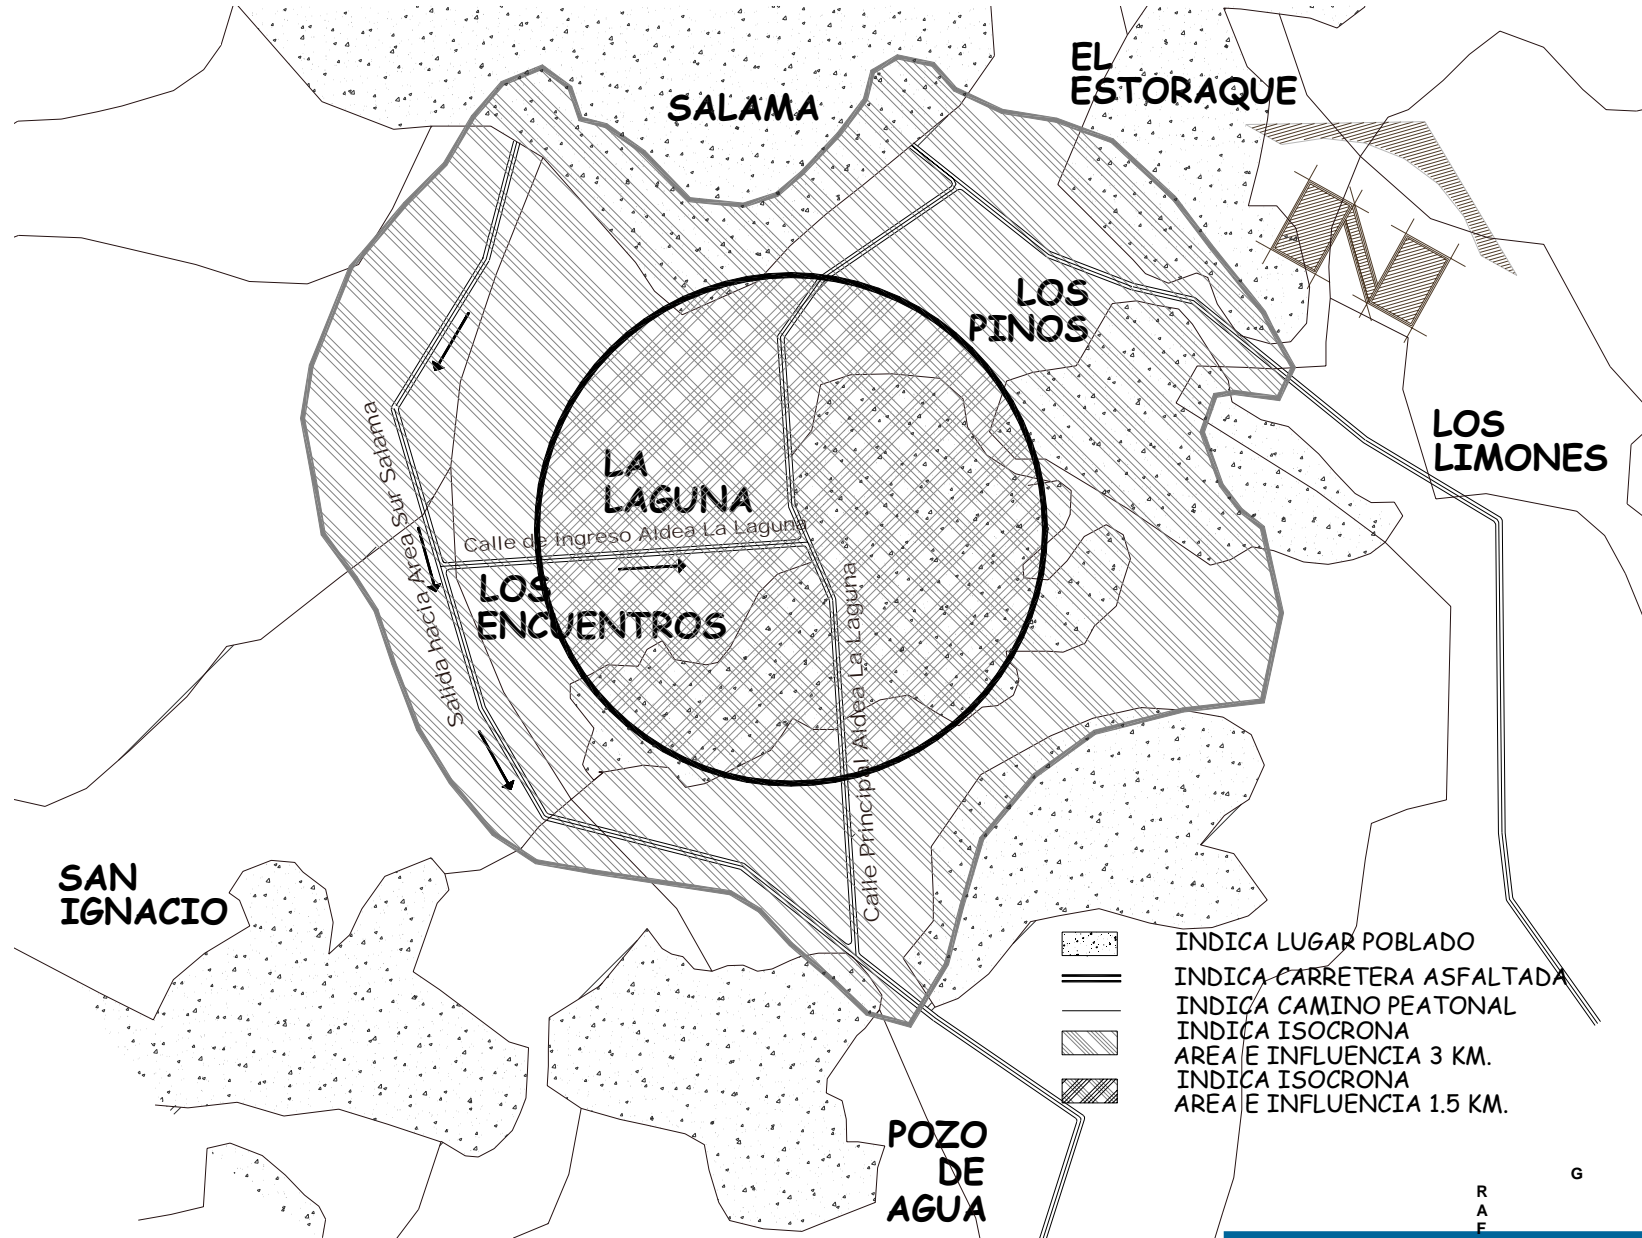 EL
ESTORAQUE
SALAMA
LOS
PINOS
LOS
LIMONES
LA
LAGUNA
Calle de Ingreso Aldea La Laguna
Salida hacia Area Sur Salama
LOS
ENCUENTROS
Calle Principal Aldea La Laguna
SAN
IGNACIO
INDICA LUGAR POBLADO
INDICA CARRETERA ASFALTADA
INDICA CAMINO PEATONAL
INDICA ISOCRONA
AREA E INFLUENCIA 3 KM.
INDICA ISOCRONA
AREA E INFLUENCIA 1.5 KM.
POZO
DE
AGUA
N
G
R
A
F